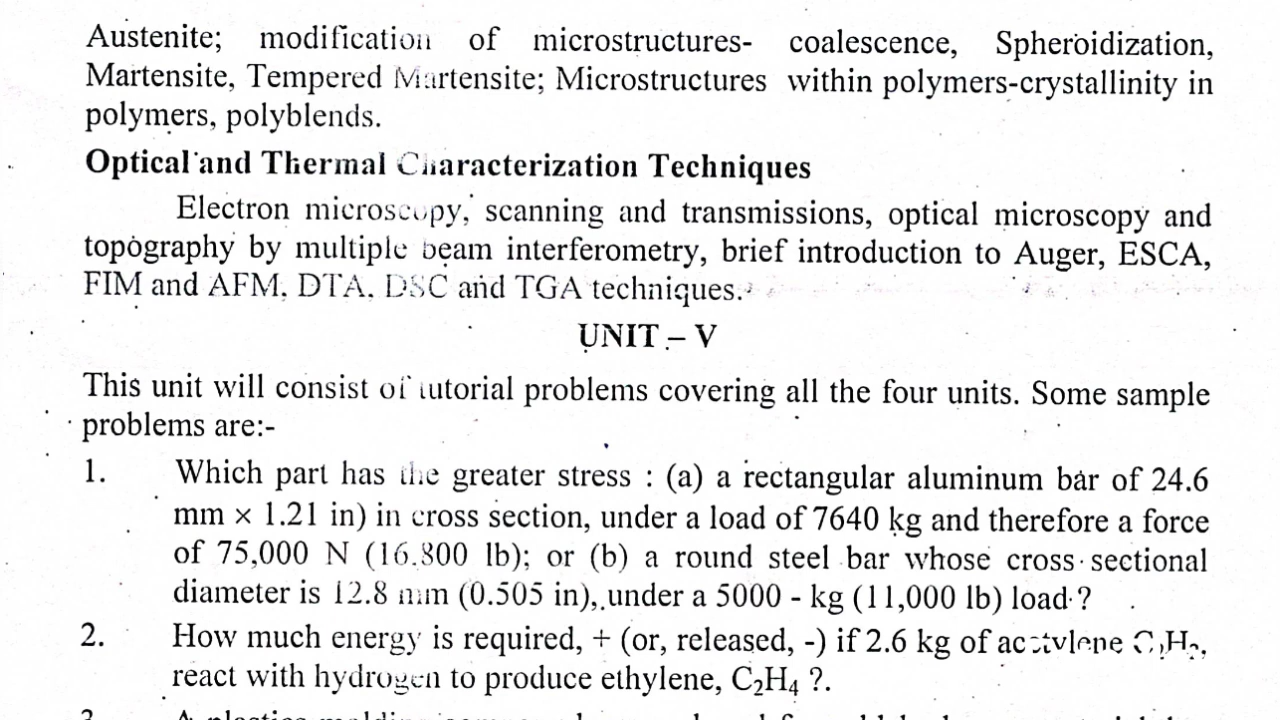 Austenite; modification of microstructures- coalescence, Spheroidization,
Martensite, Tempered Martensite; Microstructures within polymers-crystallinity in
polymers, polyblends.
Optical and Thermal Characterization Techniques
Electron microscopy, scanning and transmissions, optical microscopy and
topography by multiple beam interferometry, brief introduction to Auger, ESCA,
FIM and AFM, DTA, DSC and TGA techniques.
UNIT – V
This unit will consist of tutorial problems covering all the four units. Some sample
problems are:-
1. Which part has the greater stress : (a) a rectangular aluminum bar of 24.6
mm × 1.21 in) in cross section, under a load of 7640 kg and therefore a force
of 75,000 N (16.800 lb); or (b) a round steel bar whose cross sectional
diameter is 12.8 mm (0.505 in), under a 5000 - kg (11,000 lb) load ?
2. How much energy is required, + (or, released, -) if 2.6 kg of acetylene C₂H₂,
react with hydrogen to produce ethylene, C₂H₄ ?.
3. A plastics molding